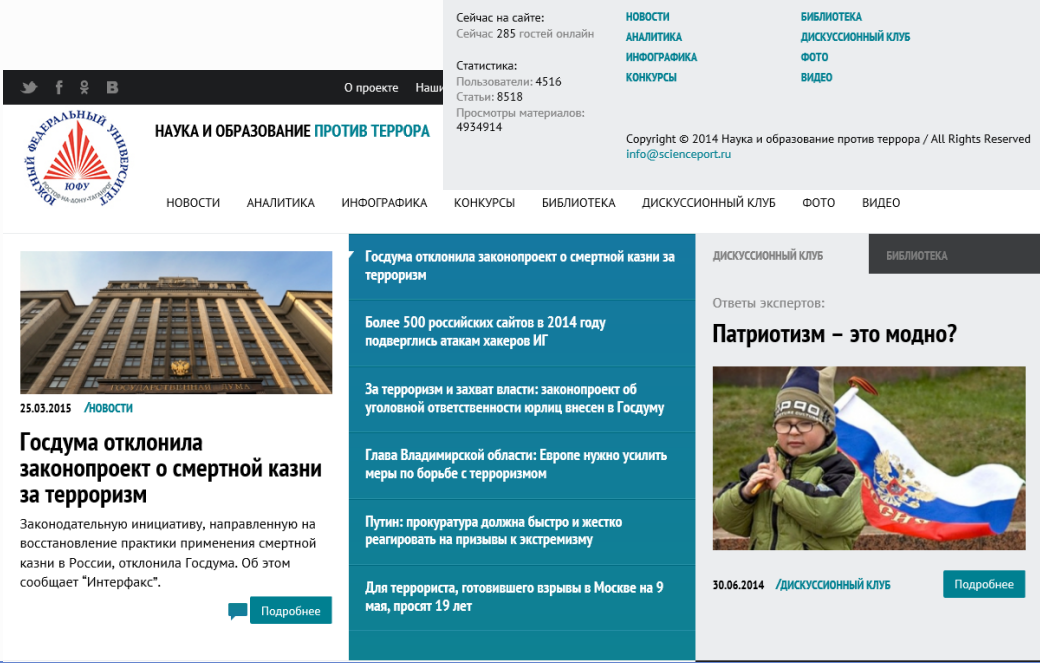 Сейчас на сайте:
Сейчас 285 гостей онлайн
Статистика:
Пользователи: 4516
Статьи: 8518
Просмотры материалов:
4934914
НОВОСТИ
АНАЛИТИКА
ИНФОГРАФИКА
КОНКУРСЫ
БИБЛИОТЕКА
ДИСКУССИОННЫЙ КЛУБ
ФОТО
ВИДЕО
Copyright © 2014 Наука и образование против террора / All Rights Reserved
info@scienceport.ru
О проекте Наши
ЮЖНЫЙ ФЕДЕРАЛЬНЫЙ УНИВЕРСИТЕТ
ЮФУ
РОСТОВ-НА-ДОНУ-ТАГАНРОГ
НАУКА И ОБРАЗОВАНИЕ ПРОТИВ ТЕРРОРА
НОВОСТИ АНАЛИТИКА ИНФОГРАФИКА КОНКУРСЫ БИБЛИОТЕКА ДИСКУССИОННЫЙ КЛУБ ФОТО ВИДЕО
ГОСУДАРСТВЕННАЯ ДУМА
25.03.2015 /НОВОСТИ
Госдума отклонила
законопроект о смертной казни
за терроризм
Законодательную инициативу, направленную на
восстановление практики применения смертной
казни в России, отклонила Госдума. Об этом
сообщает “Интерфакс”.
Подробнее
Госдума отклонила законопроект о смертной казни за
терроризм
Более 500 российских сайтов в 2014 году
подверглись атакам хакеров ИГ
За терроризм и захват власти: законопроект об
уголовной ответственности юрлиц внесен в Госдуму
Глава Владимирской области: Европе нужно усилить
меры по борьбе с терроризмом
Путин: прокуратура должна быстро и жестко
реагировать на призывы к экстремизму
Для террориста, готовившего взрывы в Москве на 9
мая, просят 19 лет
ДИСКУССИОННЫЙ КЛУБ БИБЛИОТЕКА
Ответы экспертов:
Патриотизм – это модно?
30.06.2014 /ДИСКУССИОННЫЙ КЛУБ
Подробнее